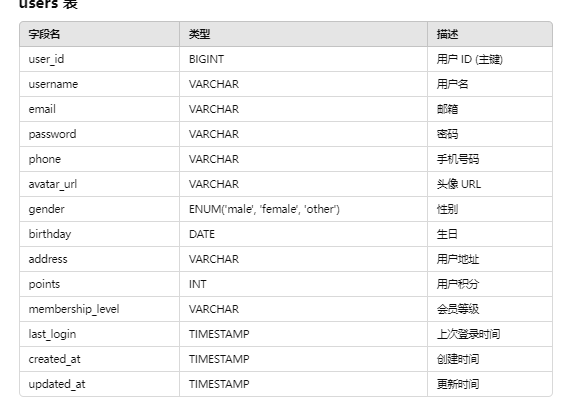 users 表
字段名 类型 描述
user_id BIGINT 用户 ID (主键)
username VARCHAR 用户名
email VARCHAR 邮箱
password VARCHAR 密码
phone VARCHAR 手机号码
avatar_url VARCHAR 头像 URL
gender ENUM('male', 'female', 'other') 性别
birthday DATE 生日
address VARCHAR 用户地址
points INT 用户积分
membership_level VARCHAR 会员等级
last_login TIMESTAMP 上次登录时间
created_at TIMESTAMP 创建时间
updated_at TIMESTAMP 更新时间